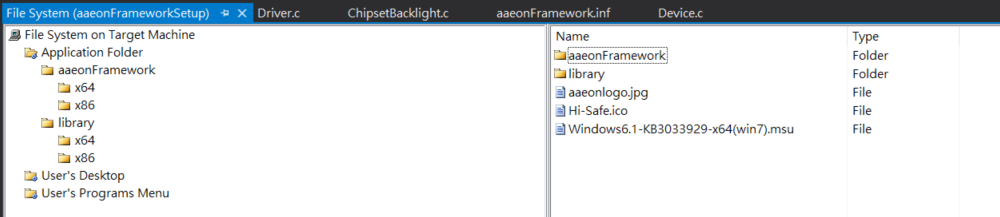 File System (aaeonFrameworkSetup) Driver.c ChipsetBacklight.c aaeonFramework.inf Device.c
File System on Target Machine
Application Folder
aaeonFramework
x64
x86
library
x64
x86
User's Desktop
User's Programs Menu
Name Type
aaeonFramework Folder
library Folder
aaeonlogo.jpg File
Hi-Safe.ico File
Windows6.1-KB3033929-x64(win7).msu File